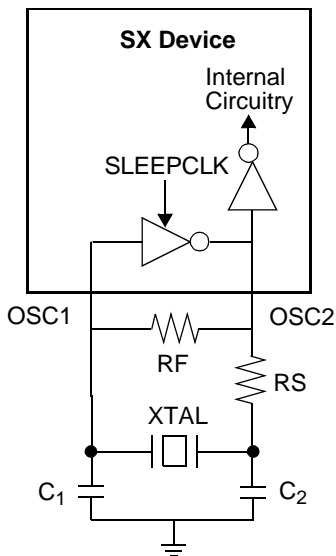 SX Device
Internal
Circuitry
SLEEPCLK
OSC1
OSC2
RF
RS
XTAL
C1
C2